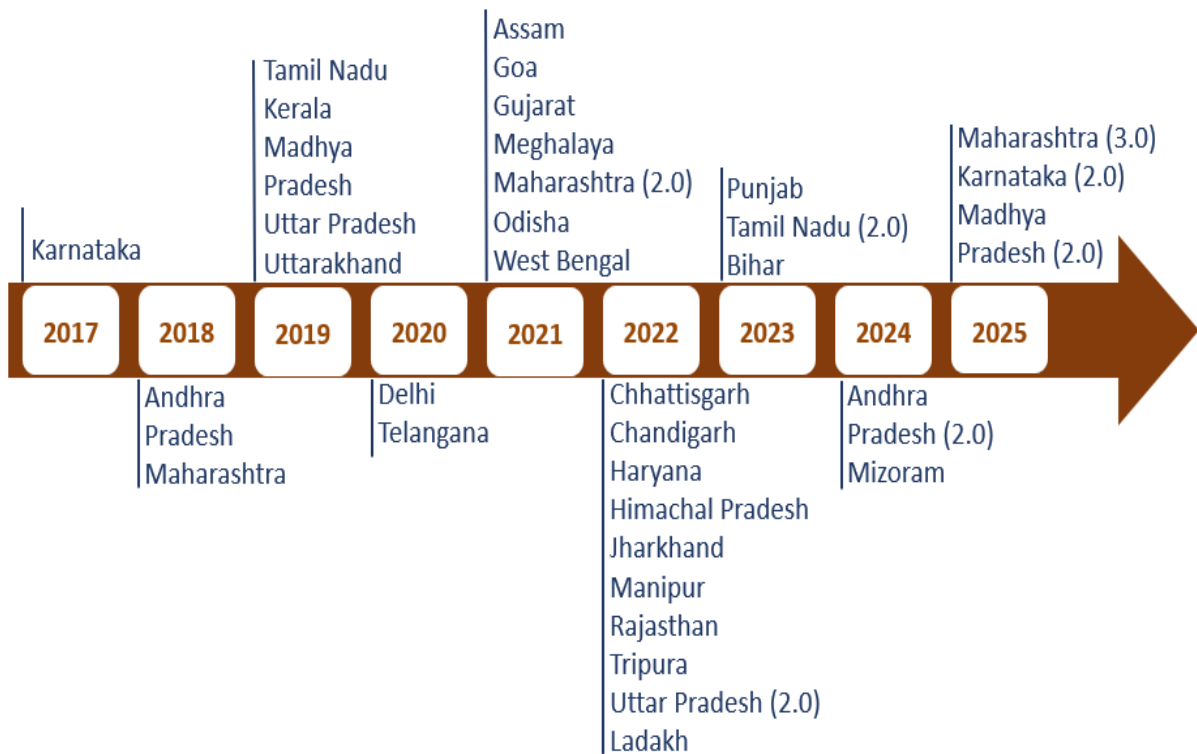 Karnataka
2017
Andhra
Pradesh
Maharashtra
2018
Tamil Nadu
Kerala
Madhya
Pradesh
Uttar Pradesh
Uttarakhand
2019
Delhi
Telangana
2020
Assam
Goa
Gujarat
Meghalaya
Maharashtra (2.0)
Odisha
West Bengal
2021
Chhattisgarh
Chandigarh
Haryana
Himachal Pradesh
Jharkhand
Manipur
Rajasthan
Tripura
Uttar Pradesh (2.0)
Ladakh
2022
Punjab
Tamil Nadu (2.0)
Bihar
2023
Andhra
Pradesh (2.0)
Mizoram
2024
Maharashtra (3.0)
Karnataka (2.0)
Madhya
Pradesh (2.0)
2025